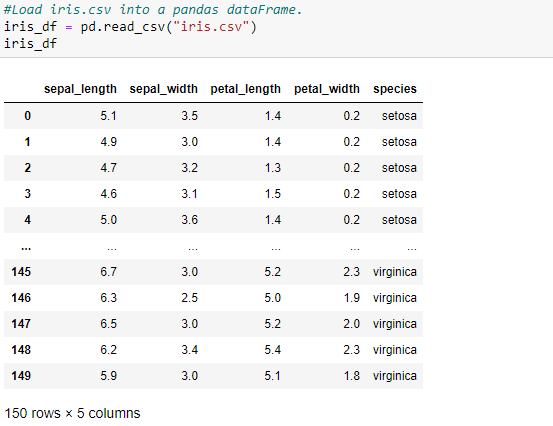 #Load iris.csv into a pandas dataFrame.
iris_df = pd.read_csv("iris.csv")
iris_df
sepal_length sepal_width petal_length petal_width species
0 5.1 3.5 1.4 0.2 setosa
1 4.9 3.0 1.4 0.2 setosa
2 4.7 3.2 1.3 0.2 setosa
3 4.6 3.1 1.5 0.2 setosa
4 5.0 3.6 1.4 0.2 setosa
... ... ... ... ... ...
145 6.7 3.0 5.2 2.3 virginica
146 6.3 2.5 5.0 1.9 virginica
147 6.5 3.0 5.2 2.0 virginica
148 6.2 3.4 5.4 2.3 virginica
149 5.9 3.0 5.1 1.8 virginica
150 rows × 5 columns